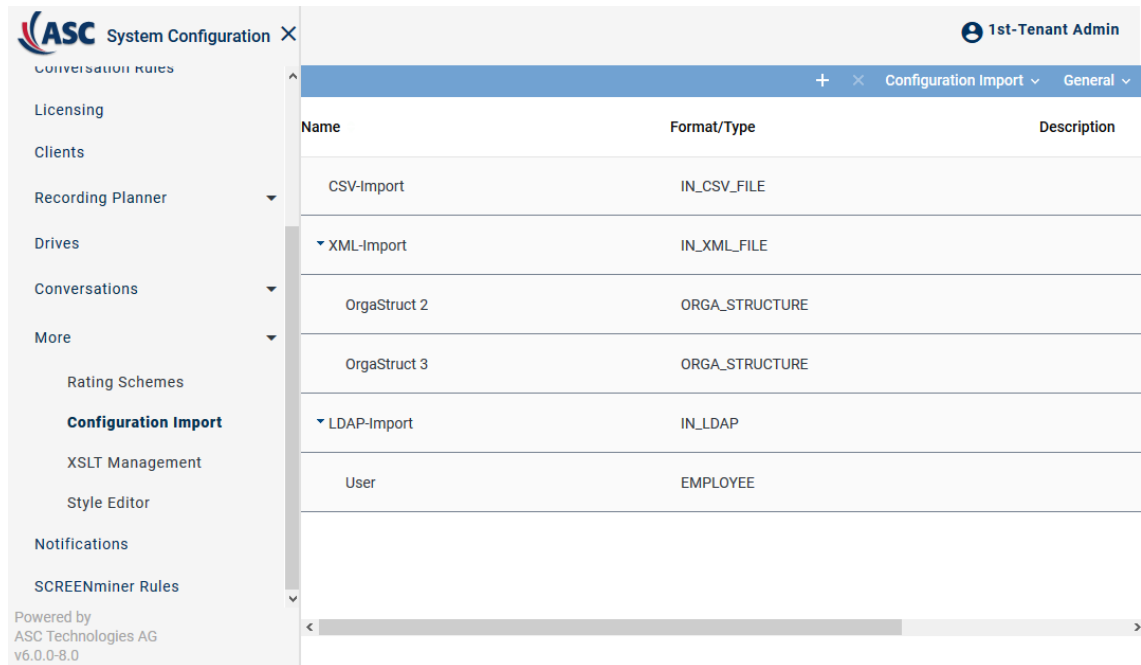 ASC System Configuration
1st-Tenant Admin
Conversation Rules
Licensing
Clients
Recording Planner
Drives
Conversations
More
Rating Schemes
Configuration Import
XSLT Management
Style Editor
Notifications
SCREENminer Rules
Powered by
ASC Technologies AG
v6.0.0-8.0
Configuration Import General
Name Format/Type Description
CSV-Import IN_CSV_FILE
XML-Import IN_XML_FILE
OrgaStruct 2 ORGA_STRUCTURE
OrgaStruct 3 ORGA_STRUCTURE
LDAP-Import IN_LDAP
User EMPLOYEE